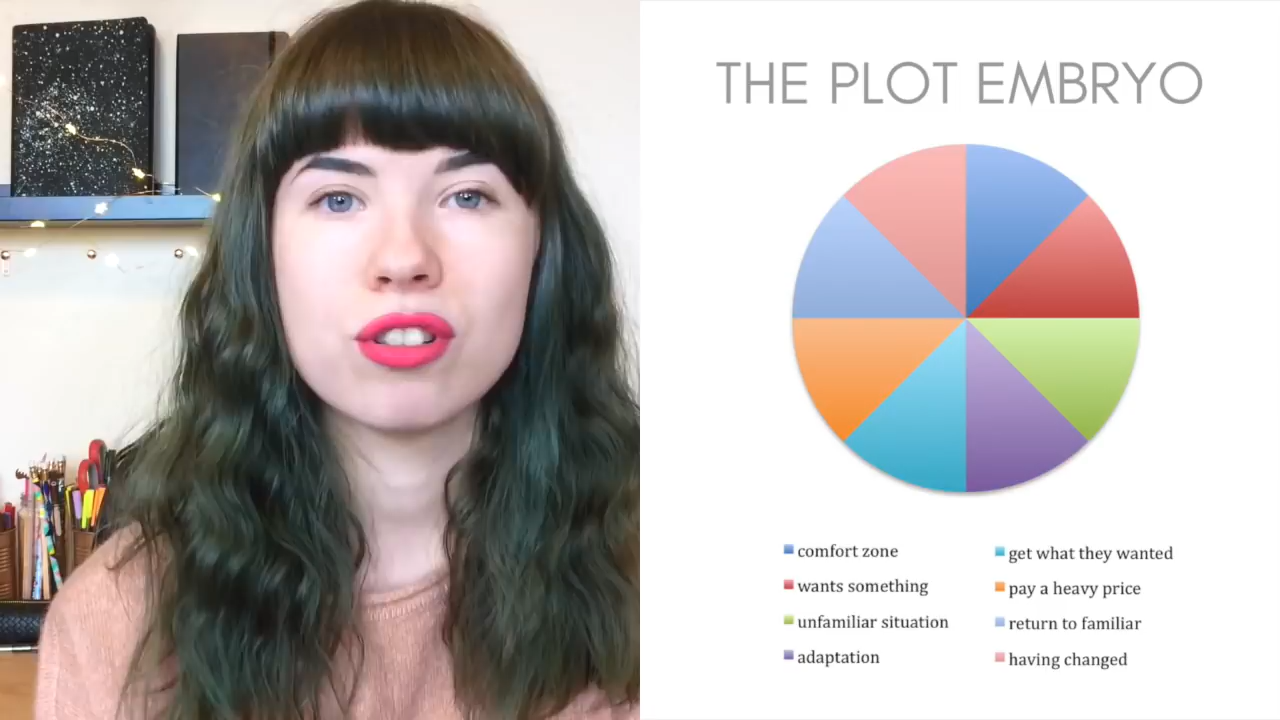 THE PLOT EMBRYO
comfort zone
wants something
unfamiliar situation
adaptation
get what they wanted
pay a heavy price
return to familiar
having changed